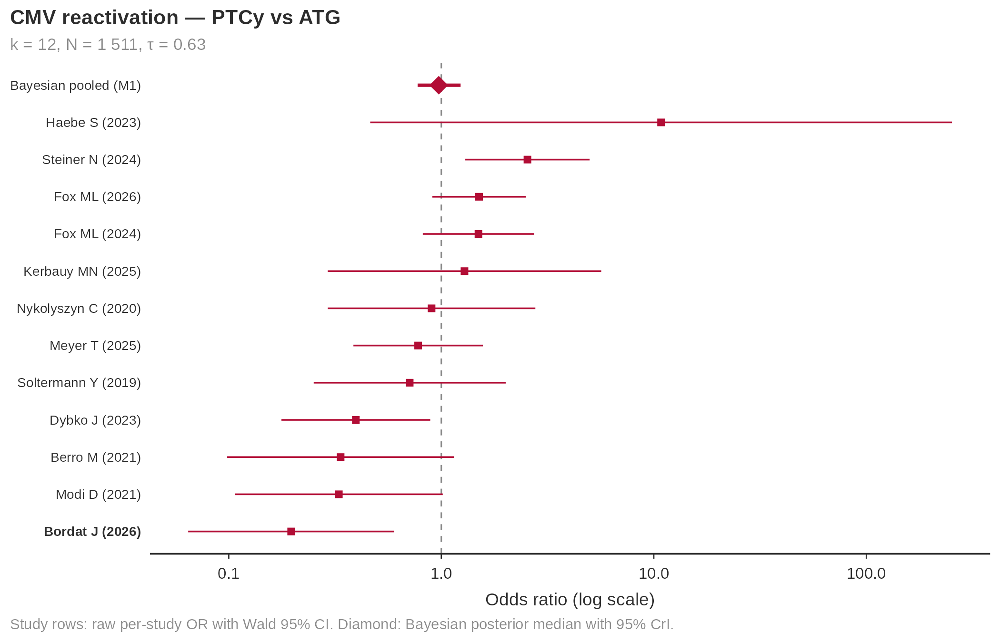 CMV reactivation — PTCy vs ATG
k = 12, N = 1 511, τ = 0.63
Bayesian pooled (M1)
Haebe S (2023)
Steiner N (2024)
Fox ML (2026)
Fox ML (2024)
Kerbauy MN (2025)
Nykolyszyn C (2020)
Meyer T (2025)
Soltermann Y (2019)
Dybko J (2023)
Berro M (2021)
Modi D (2021)
Bordat J (2026)
0.1 1.0 10.0 100.0
Odds ratio (log scale)
Study rows: raw per-study OR with Wald 95% CI. Diamond: Bayesian posterior median with 95% CrI.